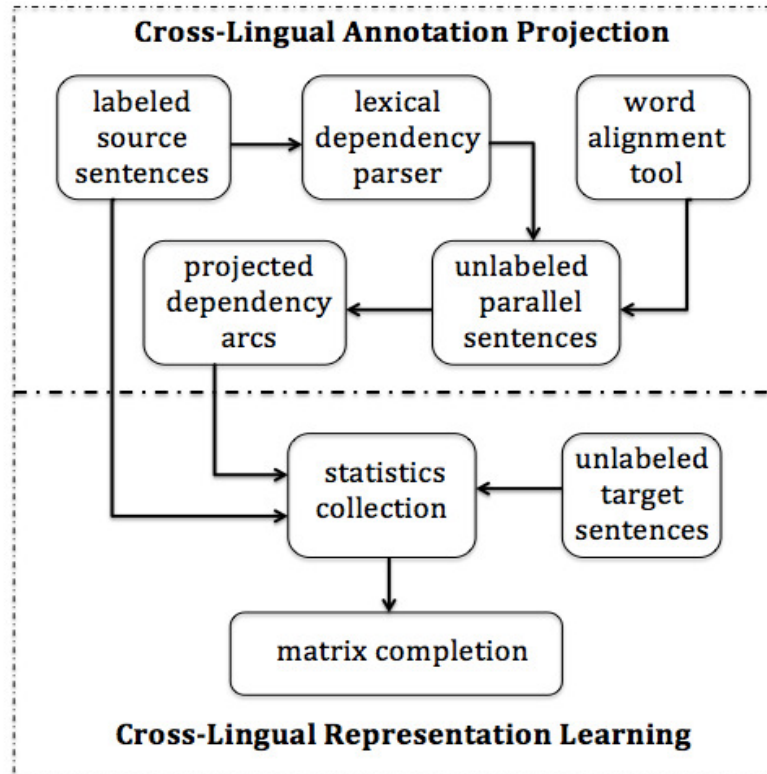 Cross-Lingual Annotation Projection
labeled
source
sentences
lexical
dependency
parser
word
alignment
tool
projected
dependency
arcs
unlabeled
parallel
sentences
statistics
collection
unlabeled
target
sentences
matrix completion
Cross-Lingual Representation Learning